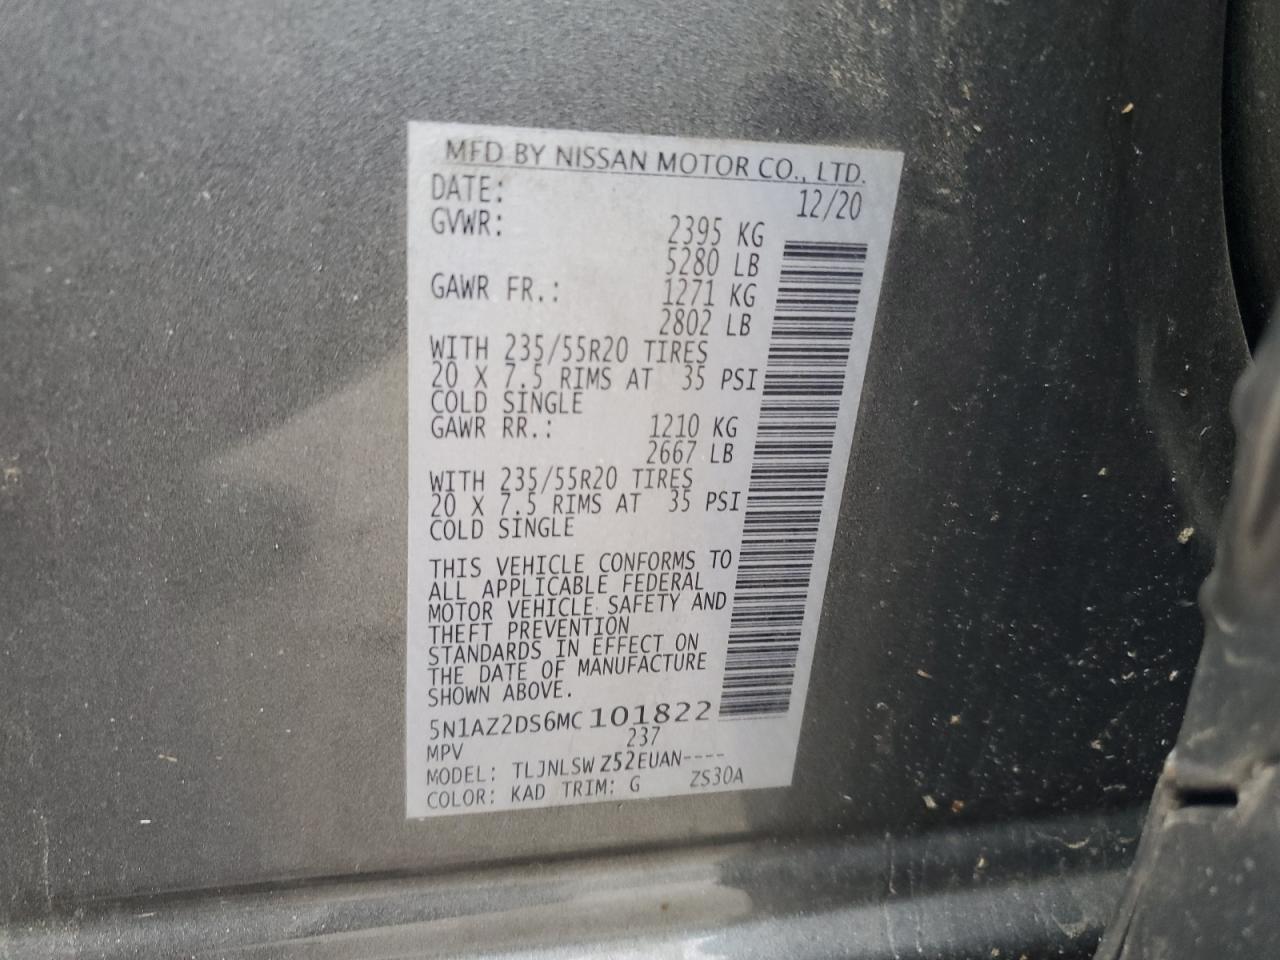 MFD BY NISSAN MOTOR CO., LTD.
DATE: 12/20
GVWR: 2395 KG
5280 LB
GAWR FR.: 1271 KG
2802 LB
WITH 235/55R20 TIRES
20 X 7.5 RIMS AT 35 PSI
COLD SINGLE
GAWR RR.: 1210 KG
2667 LB
WITH 235/55R20 TIRES
20 X 7.5 RIMS AT 35 PSI
COLD SINGLE
THIS VEHICLE CONFORMS TO
ALL APPLICABLE FEDERAL
MOTOR VEHICLE SAFETY AND
THEFT PREVENTION
STANDARDS IN EFFECT ON
THE DATE OF MANUFACTURE
SHOWN ABOVE.
5N1AZ2DS6MC101822
MPV 237
MODEL: TLJNLSW Z52EUAN----
COLOR: KAD TRIM: G ZS30A